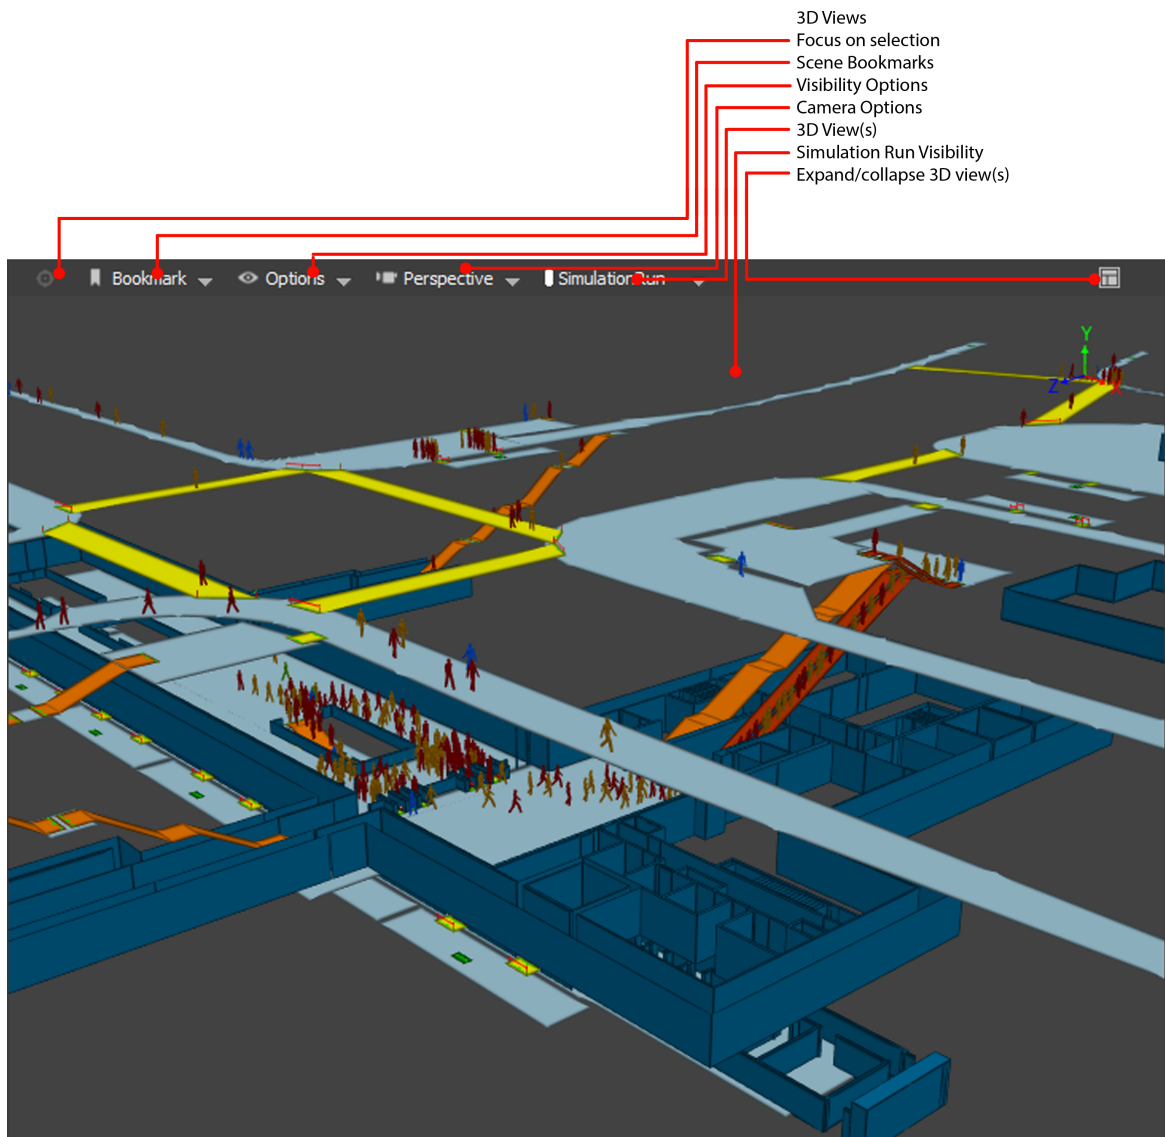 3D Views
Focus on selection
Scene Bookmarks
Visibility Options
Camera Options
3D View(s)
Simulation Run Visibility
Expand/collapse 3D view(s)
Bookmark Options Perspective SimulationRun
Y
Z X